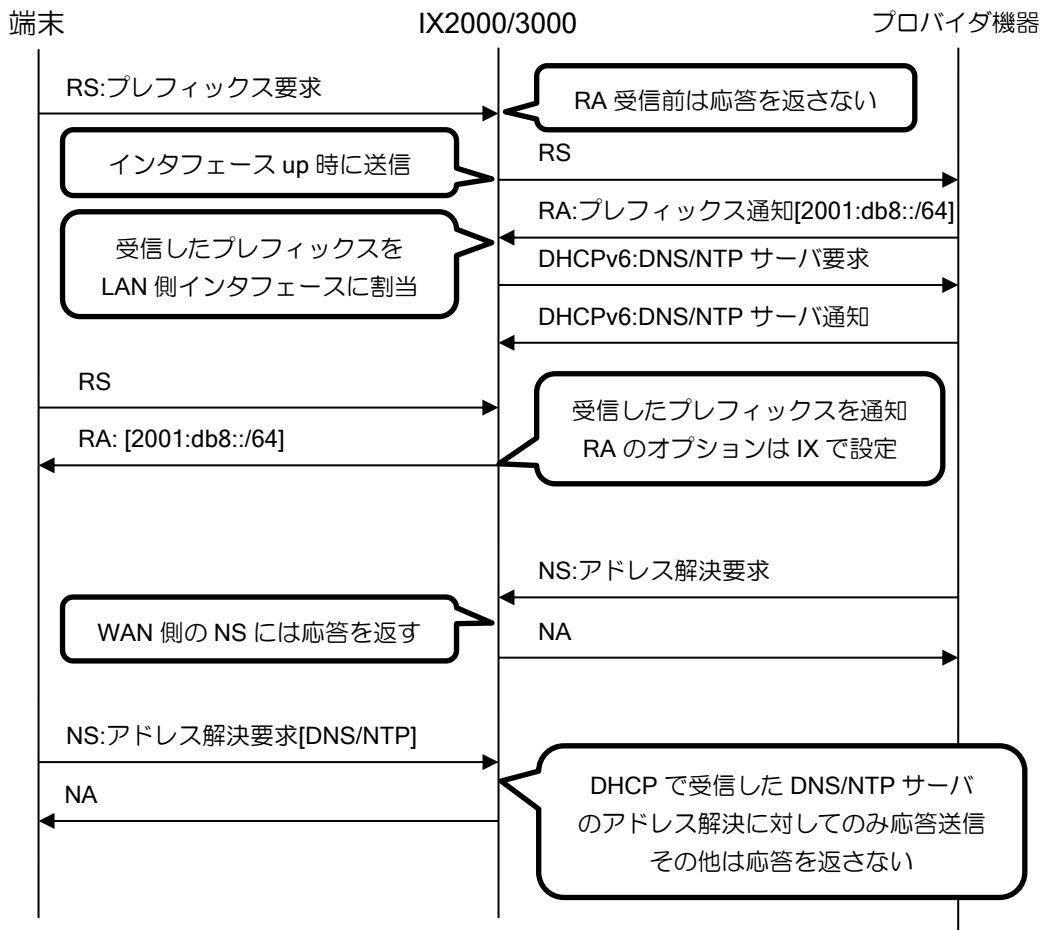 端末
IX2000/3000
プロバイダ機器
RS:プレフィックス要求
RA 受信前は応答を返さない
インタフェース up 時に送信
RS
RA:プレフィックス通知[2001:db8::/64]
受信したプレフィックスを
LAN 側インタフェースに割当
DHCPv6:DNS/NTP サーバ要求
DHCPv6:DNS/NTP サーバ通知
RS
受信したプレフィックスを通知
RA のオプションは IX で設定
RA: [2001:db8::/64]
NS:アドレス解決要求
WAN 側の NS には応答を返す
NA
NS:アドレス解決要求[DNS/NTP]
NA
DHCP で受信した DNS/NTP サーバ
のアドレス解決に対してのみ応答送信
その他は応答を返さない